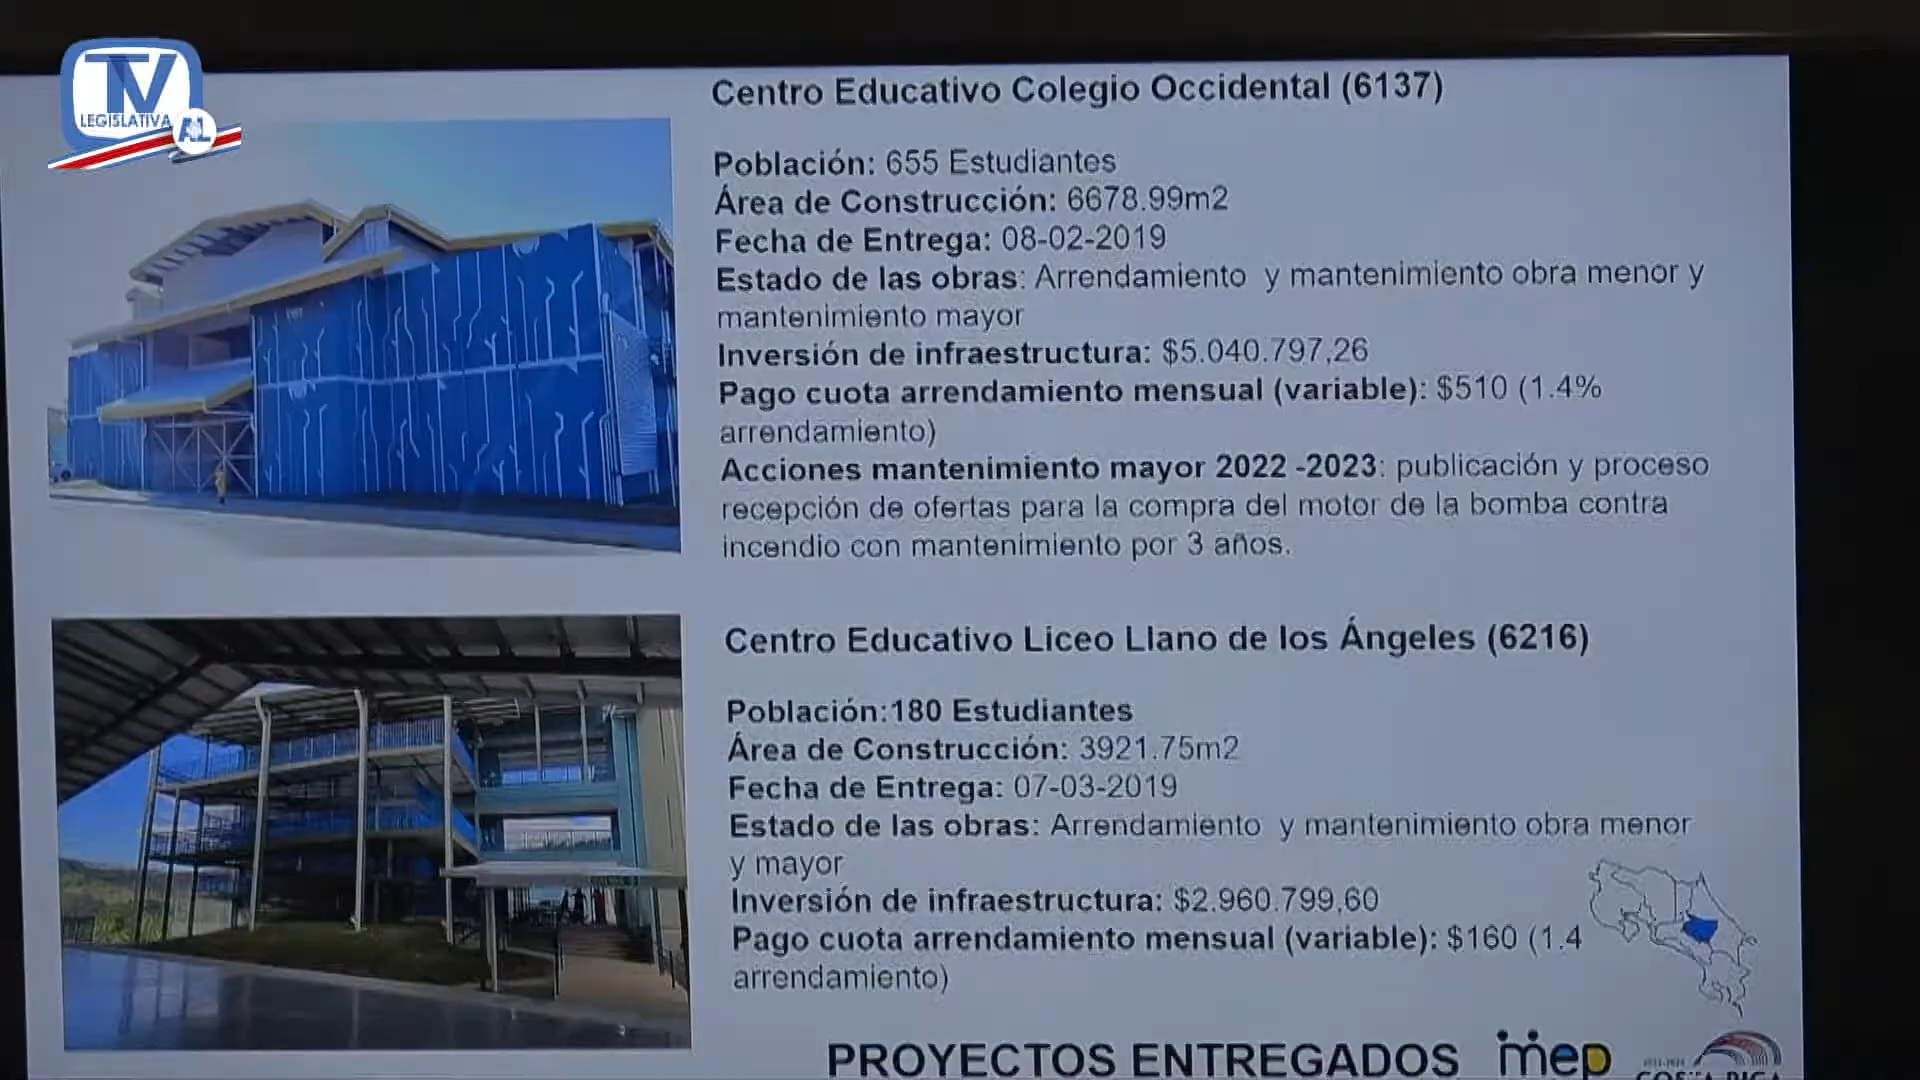 TV
LEGISLATIVA
AL
Centro Educativo Colegio Occidental (6137)
Población: 655 Estudiantes
Área de Construcción: 6678.99m2
Fecha de Entrega: 08-02-2019
Estado de las obras: Arrendamiento y mantenimiento obra menor y
mantenimiento mayor
Inversión de infraestructura: $5.040.797,26
Pago cuota arrendamiento mensual (variable): $510 (1.4%
arrendamiento)
Acciones mantenimiento mayor 2022 -2023: publicación y proceso
recepción de ofertas para la compra del motor de la bomba contra
incendio con mantenimiento por 3 años.
Centro Educativo Liceo Llano de los Ángeles (6216)
Población:180 Estudiantes
Área de Construcción: 3921.75m2
Fecha de Entrega: 07-03-2019
Estado de las obras: Arrendamiento y mantenimiento obra menor
y mayor
Inversión de infraestructura: $2.960.799,60
Pago cuota arrendamiento mensual (variable): $160 (1.4
arrendamiento)
PROYECTOS ENTREGADOS
mep
COSTA RICA